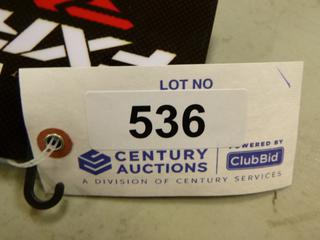 LOT NO
536
CENTURY
AUCTIONS
POWERED BY
ClubBid
A DIVISION OF CENTURY SERVICES